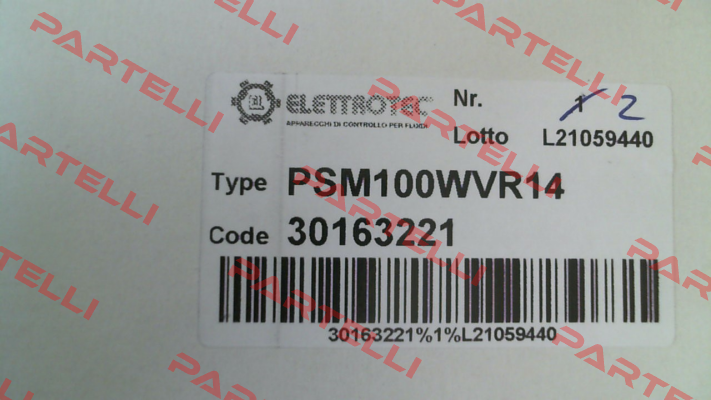 ELETTROTEC
APPARECCHI DI CONTROLLO PER FLUIDI
Nr. 1 2
Lotto L21059440
Type PSM100WVR14
Code 30163221
30163221%1%L21059440
PARTELLI
PARTELLI
PARTELLI
PARTELLI
PARTELLI
PARTELLI
PARTELLI
PARTELLI
PARTELLI